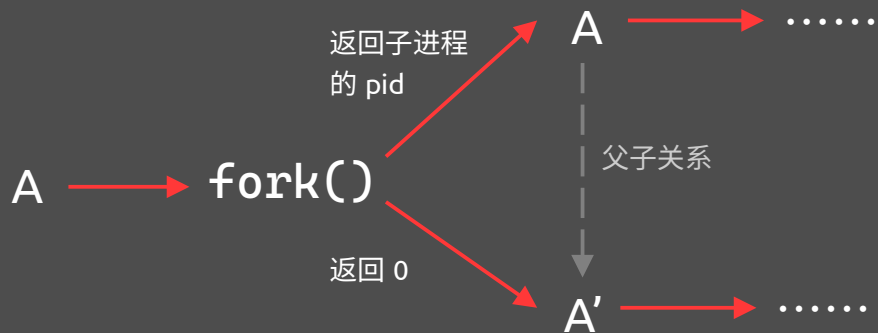 A
fork()
返回子进程
的 pid
返回 0
A
......
父子关系
A’
......